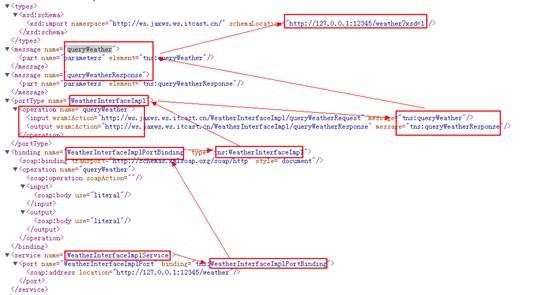 ▼<types>
▼<xsd:schema>
<xsd:import namespace="http://ws.jaxws.ws.itcast.cn/" schemaLocation="http://127.0.0.1:12345/weather?xsd=1"/>
</xsd:schema>
</types>
▼<message name="queryWeather">
<part name="parameters" element="tns:queryWeather"/>
</message>
▼<message name="queryWeatherResponse">
<part name="parameters" element="tns:queryWeatherResponse"/>
</message>
▼<portType name="WeatherInterfaceImpl">
▼<operation name="queryWeather">
<input wsam:Action="http://ws.jaxws.ws.itcast.cn/WeatherInterfaceImpl/queryWeatherRequest" message="tns:queryWeather"/>
<output wsam:Action="http://ws.jaxws.ws.itcast.cn/WeatherInterfaceImpl/queryWeatherResponse" message="tns:queryWeatherResponse"/>
</operation>
</portType>
▼<binding name="WeatherInterfaceImplPortBinding" type="tns:WeatherInterfaceImpl">
<soap:binding transport="http://schemas.xmlsoap.org/soap/http" style="document"/>
▼<operation name="queryWeather">
<soap:operation soapAction=""/>
▼<input>
<soap:body use="literal"/>
</input>
▼<output>
<soap:body use="literal"/>
</output>
</operation>
</binding>
▼<service name="WeatherInterfaceImplService">
▼<port name="WeatherInterfaceImplPort" binding="tns:WeatherInterfaceImplPortBinding">
<soap:address location="http://127.0.0.1:12345/weather"/>
</port>
</service>